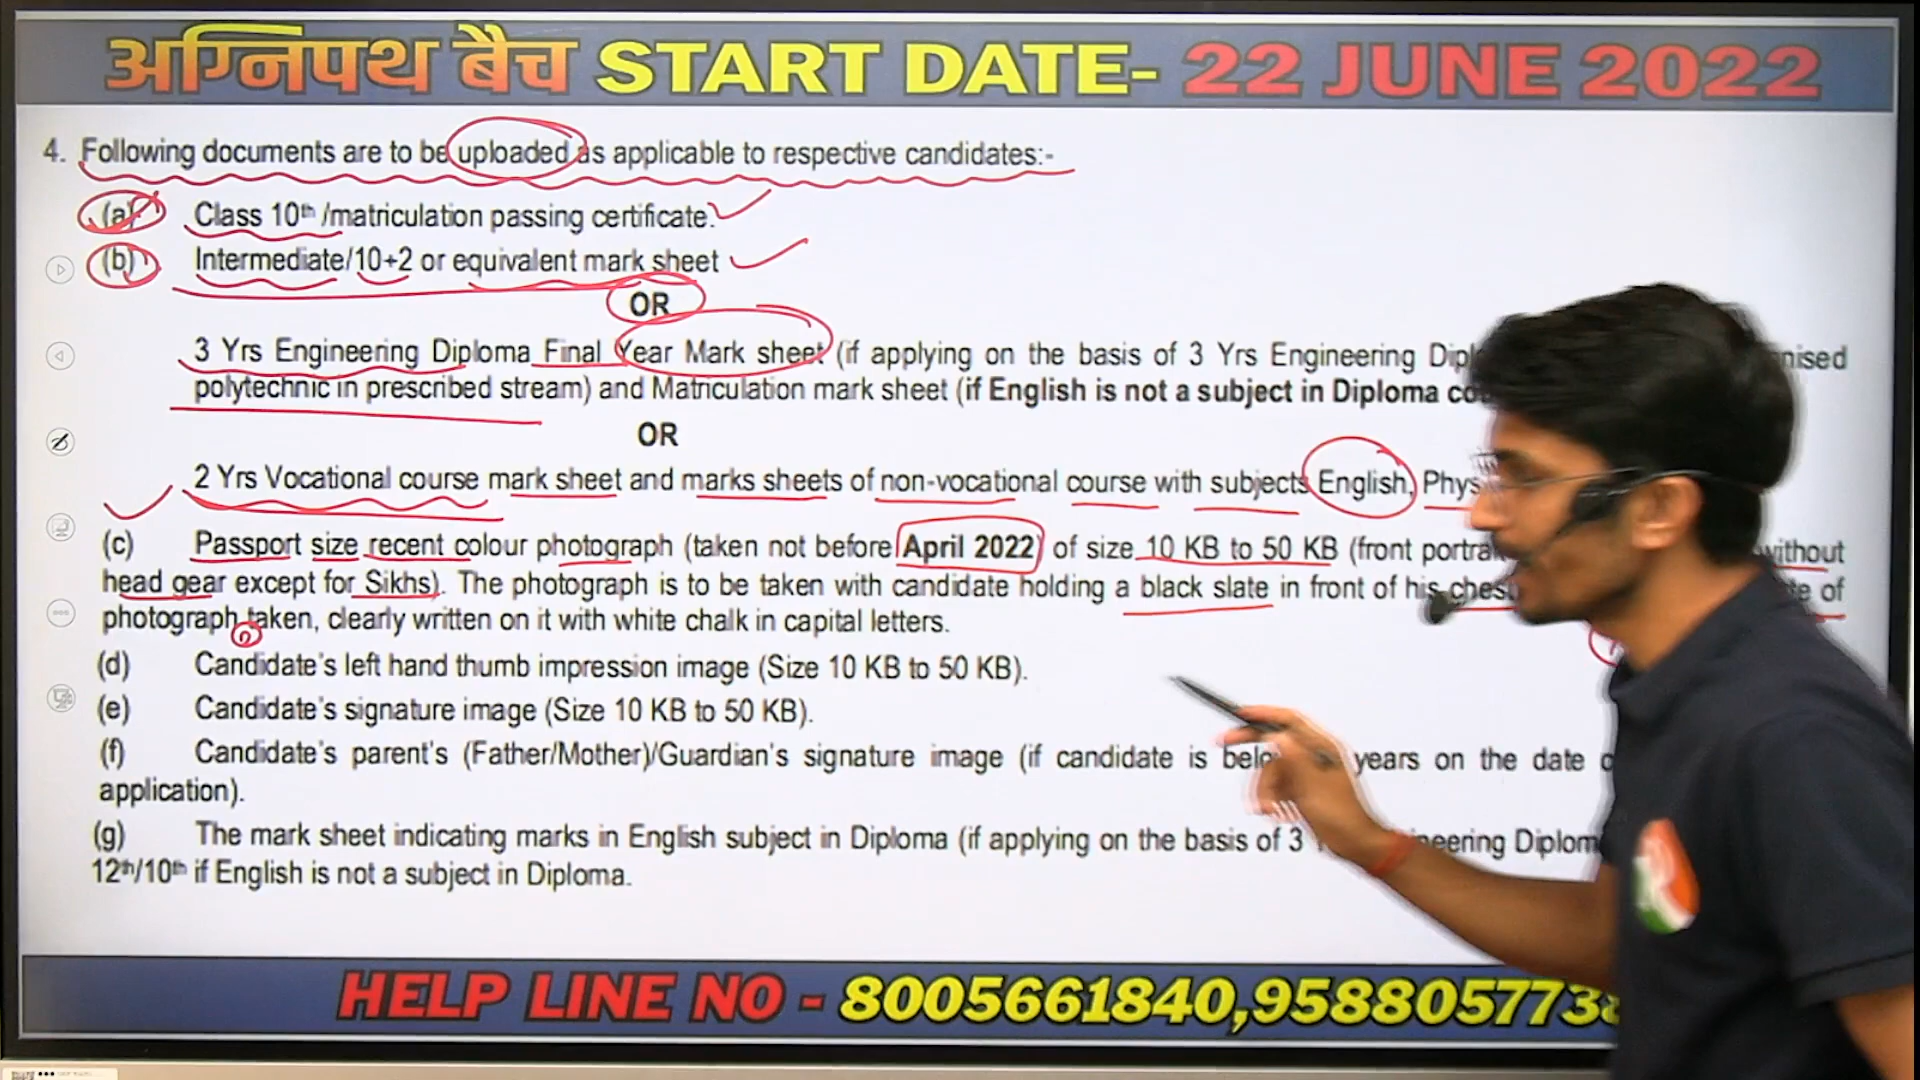 अग्निपथ बैच START DATE- 22 JUNE 2022
4. Following documents are to be uploaded as applicable to respective candidates:-
(a) Class 10th /matriculation passing certificate.
(b) Intermediate/10+2 or equivalent mark sheet
OR
3 Yrs Engineering Diploma Final Year Mark sheet (if applying on the basis of 3 Yrs Engineering
polytechnic in prescribed stream) and Matriculation mark sheet (if English is not a subject in Diploma
OR
2 Yrs Vocational course mark sheet and marks sheets of non-vocational course with subjects English,
(c) Passport size recent colour photograph (taken not before April 2022 of size 10 KB to 50 KB (front without
head gear except for Sikhs). The photograph is to be taken with candidate holding a black slate in front of his of
photograph taken, clearly written on it with white chalk in capital letters.
(d) Candidate's left hand thumb impression image (Size 10 KB to 50 KB).
(e) Candidate's signature image (Size 10 KB to 50 KB).
(f) Candidate's parent's (Father/Mother)/Guardian's signature image (if candidate is years on the date
application).
(g) The mark sheet indicating marks in English subject in Diploma (if applying on the basis of 3
12th/10th if English is not a subject in Diploma.
HELP LINE NO - 8005661840,958805773